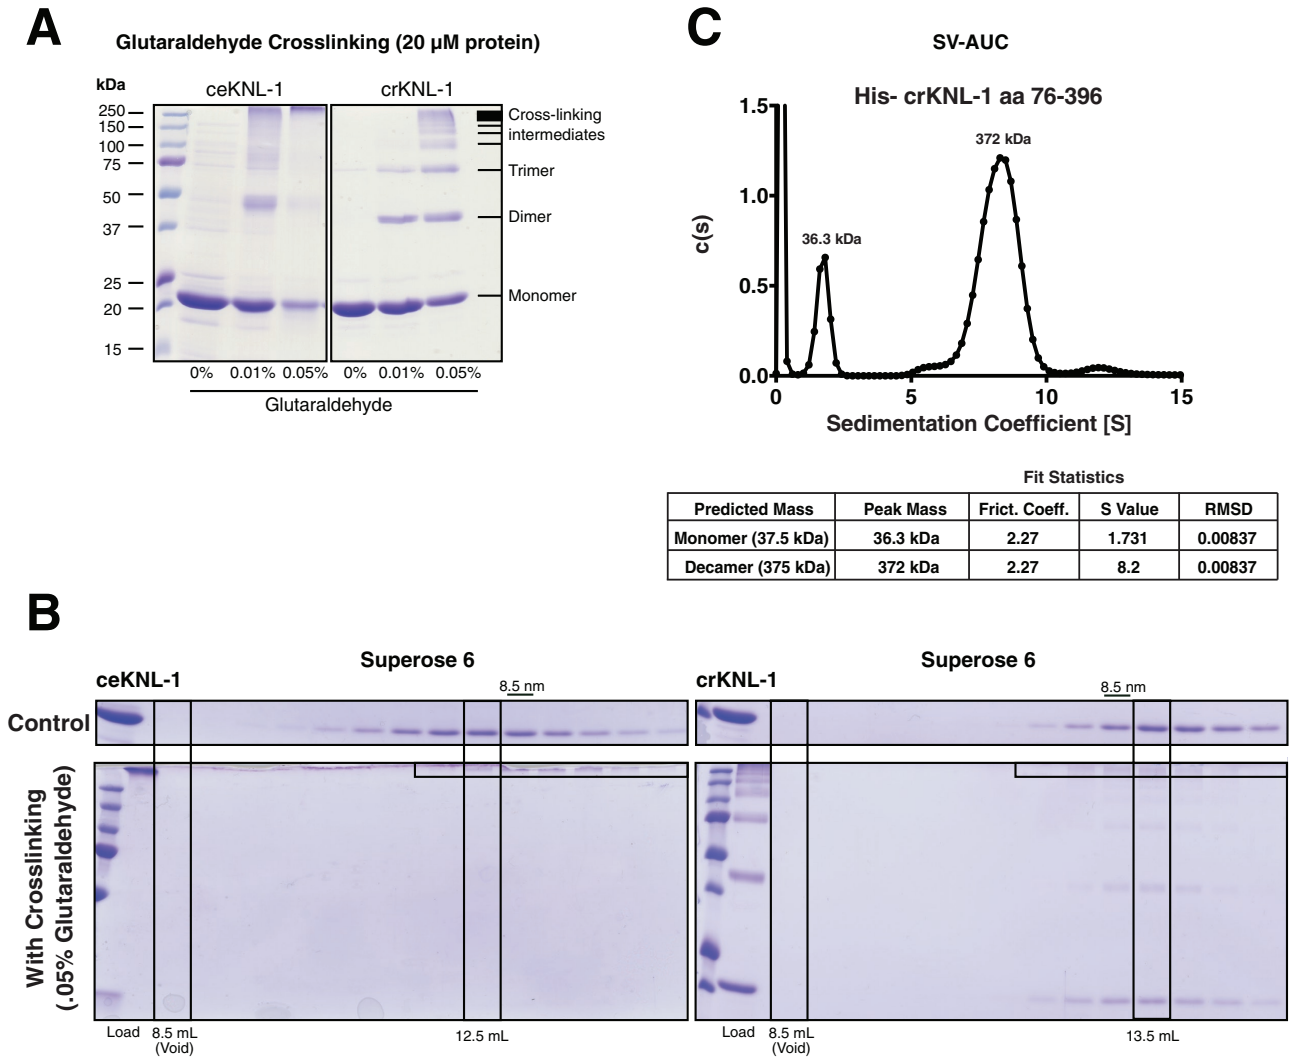 A
Glutaraldehyde Crosslinking (20 µM protein)
kDa
ceKNL-1
crKNL-1
250
150
100
75
50
37
25
20
15
Cross-linking
intermediates
Trimer
Dimer
Monomer
0% 0.01% 0.05% 0% 0.01% 0.05%
Glutaraldehyde
C
SV-AUC
His- crKNL-1 aa 76-396
372 kDa
36.3 kDa
c(s)
1.5
1.0
0.5
0.0
0 5 10 15
Sedimentation Coefficient [S]
Fit Statistics
Predicted Mass Peak Mass Frict. Coeff. S Value RMSD
Monomer (37.5 kDa) 36.3 kDa 2.27 1.731 0.00837
Decamer (375 kDa) 372 kDa 2.27 8.2 0.00837
B
Superose 6
ceKNL-1
8.5 nm
Superose 6
crKNL-1
8.5 nm
Control
With Crosslinking
(.05% Glutaraldehyde)
Load 8.5 mL
(Void)
12.5 mL
Load 8.5 mL
(Void)
13.5 mL